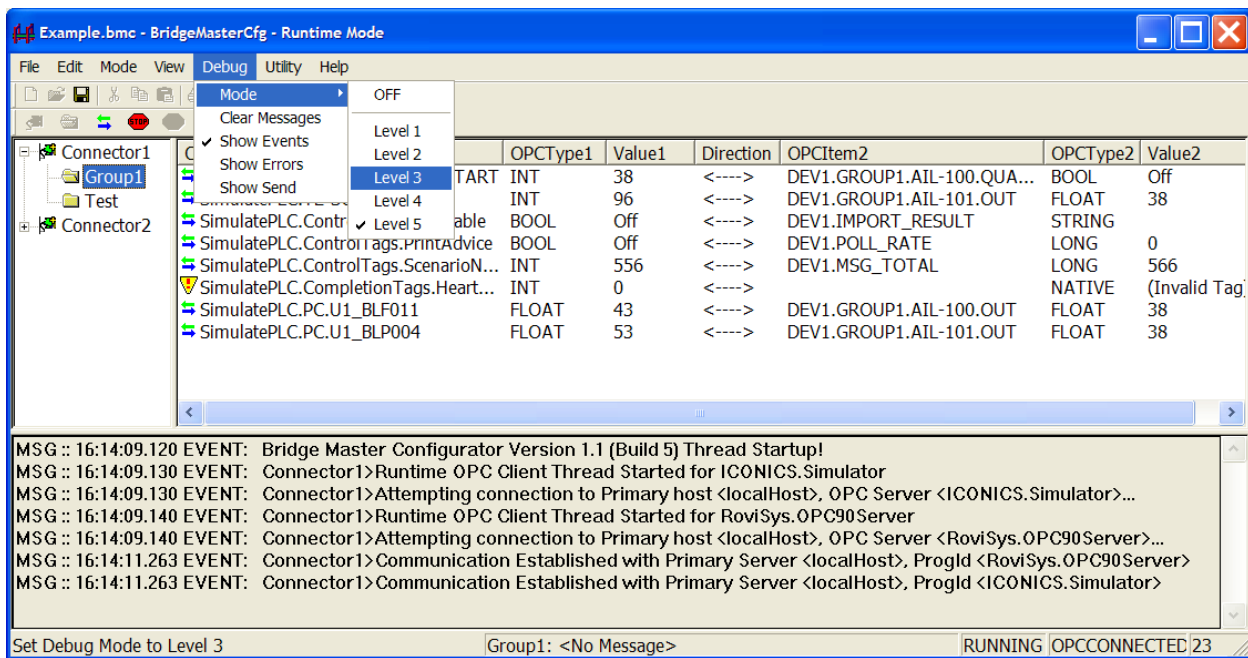 Example.bmc - BridgeMasterCfg - Runtime Mode
File Edit Mode View Debug Utility Help
Mode
Clear Messages
Show Events
Show Errors
Show Send
OFF
Level 1
Level 2
Level 3
Level 4
Level 5
STOP
Connector1
Group1
Test
Connector2
OPCType1 Value1 Direction OPCItem2 OPCType2 Value2
TART INT 38 <----> DEV1.GROUP1.AIL-100.QUA... BOOL Off
INT 96 <----> DEV1.GROUP1.AIL-101.OUT FLOAT 38
SimulatePLC.Contr able BOOL Off <----> DEV1.IMPORT_RESULT STRING
SimulatePLC.ControlTags.PrintAdvice BOOL Off <----> DEV1.POLL_RATE LONG 0
SimulatePLC.ControlTags.ScenarioN... INT 556 <----> DEV1.MSG_TOTAL LONG 566
SimulatePLC.CompletionTags.Heart... INT 0 <----> NATIVE (Invalid Tag)
SimulatePLC.PC.U1_BLF011 FLOAT 43 <----> DEV1.GROUP1.AIL-100.OUT FLOAT 38
SimulatePLC.PC.U1_BLP004 FLOAT 53 <----> DEV1.GROUP1.AIL-101.OUT FLOAT 38
MSG :: 16:14:09.120 EVENT: Bridge Master Configurator Version 1.1 (Build 5) Thread Startup!
MSG :: 16:14:09.130 EVENT: Connector1>Runtime OPC Client Thread Started for ICONICS.Simulator
MSG :: 16:14:09.130 EVENT: Connector1>Attempting connection to Primary host <localHost>, OPC Server <ICONICS.Simulator>...
MSG :: 16:14:09.140 EVENT: Connector1>Runtime OPC Client Thread Started for RoviSys.OPC90Server
MSG :: 16:14:09.140 EVENT: Connector1>Attempting connection to Primary host <localHost>, OPC Server <RoviSys.OPC90Server>...
MSG :: 16:14:11.263 EVENT: Connector1>Communication Established with Primary Server <localHost>, ProgId <RoviSys.OPC90Server>
MSG :: 16:14:11.263 EVENT: Connector1>Communication Established with Primary Server <localHost>, ProgId <ICONICS.Simulator>
Set Debug Mode to Level 3 Group1: <No Message> RUNNING OPCCONNECTED 23